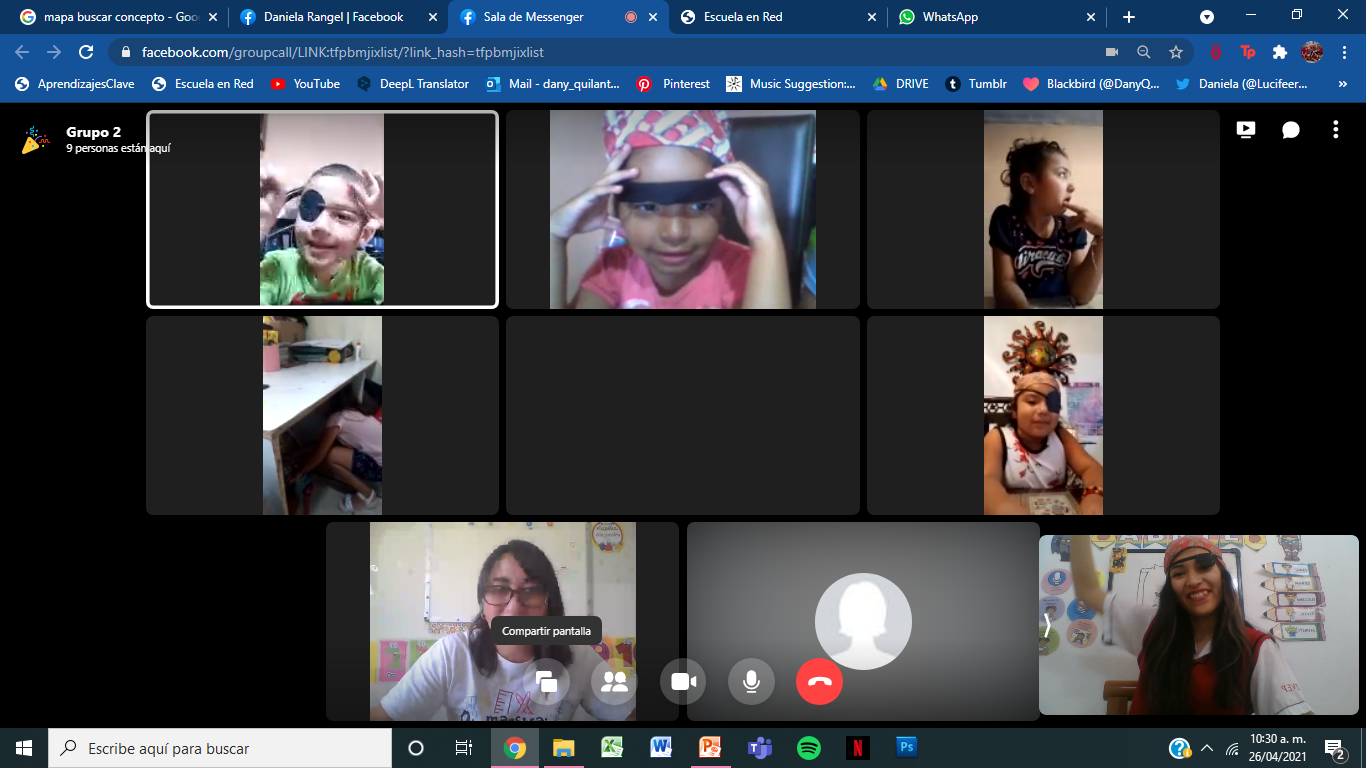 mapa buscar concepto - Goo
Daniela Rangel | Facebook
Sala de Messenger
Escuela en Red
WhatsApp
facebook.com/groupcall/LINK:tfpbmjixlist/?link_hash=tfpbmjixlist
AprendizajesClave
Escuela en Red
YouTube
DeepL Translator
Mail - dany_quilant...
Pinterest
Music Suggestion:...
DRIVE
Tumblr
Blackbird (@DanyQ...
Daniela (@Lucifeer...
»
Grupo 2
9 personas están aquí
Compartir pantalla
Escribe aquí para buscar
10:30 a. m.
26/04/2021
2